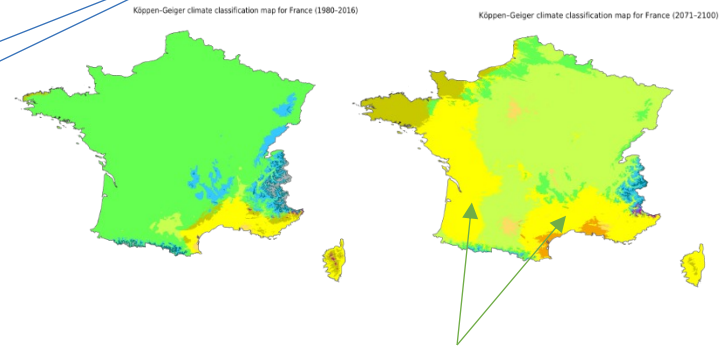 Köppen-Geiger climate classification map for France (1980-2016)
Köppen-Geiger climate classification map for France (2071-2100)